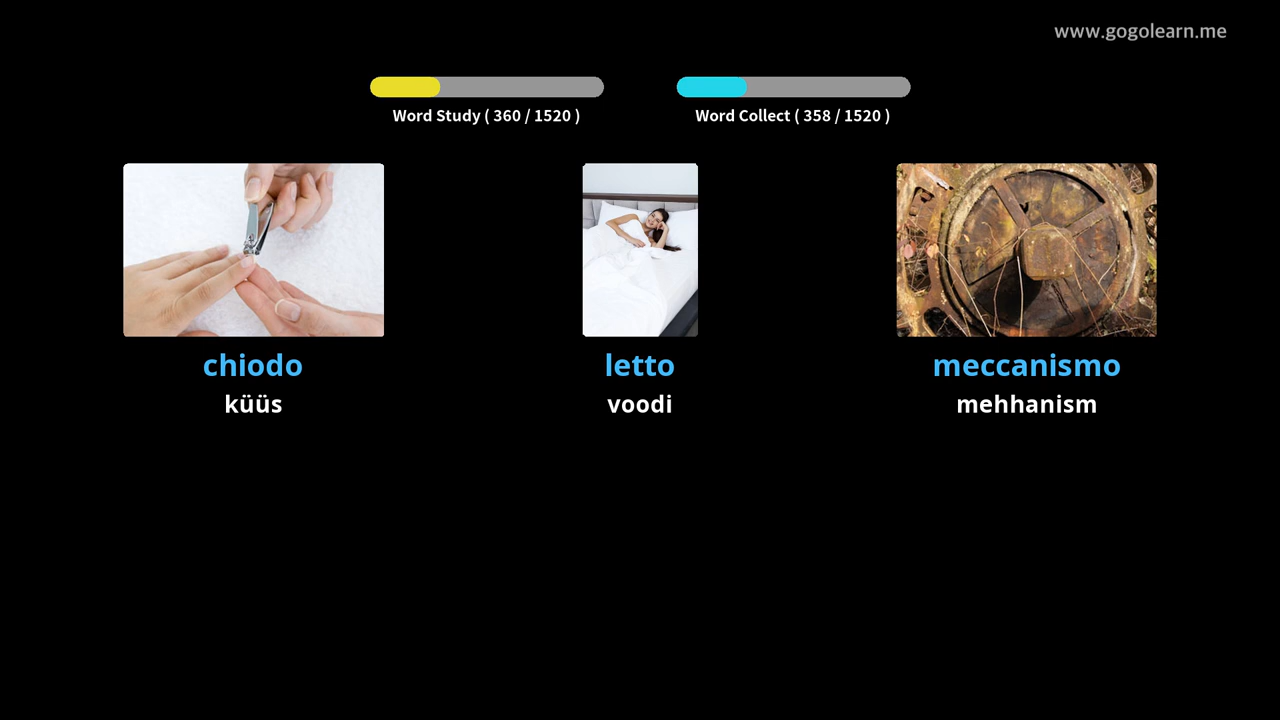 www.gogolearn.me
Word Study ( 360 / 1520 )
Word Collect ( 358 / 1520 )
chiodo
letto
meccanismo
küüs
voodi
mehhanism